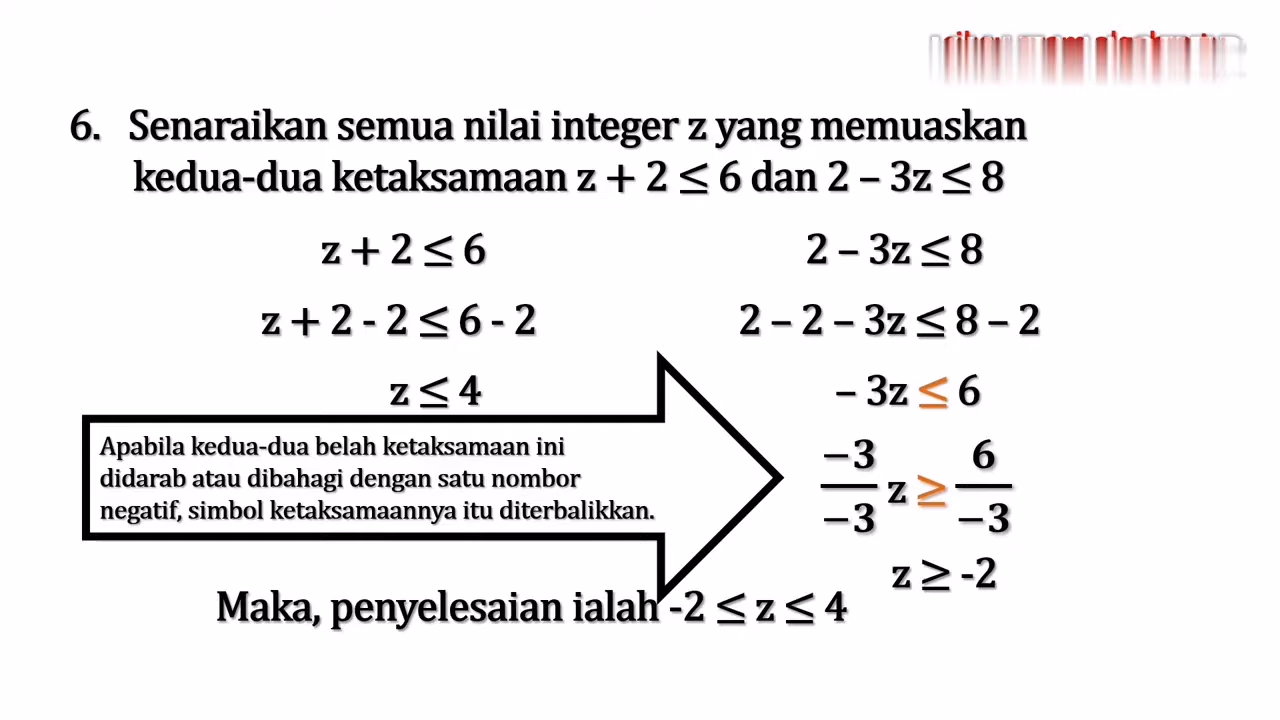 6. Senaraikan semua nilai integer z yang memuaskan
kedua-dua ketaksamaan z + 2 ≤ 6 dan 2 – 3z ≤ 8
z + 2 ≤ 6
2 – 3z ≤ 8
z + 2 - 2 ≤ 6 - 2
2 – 2 – 3z ≤ 8 – 2
z ≤ 4
– 3z ≤ 6
Apabila kedua-dua belah ketaksamaan ini
didarab atau dibahagi dengan satu nombor
negatif, simbol ketaksamaannya itu diterbalikkan.
−3/−3 z ≥ 6/−3
z ≥ -2
Maka, penyelesaian ialah -2 ≤ z ≤ 4